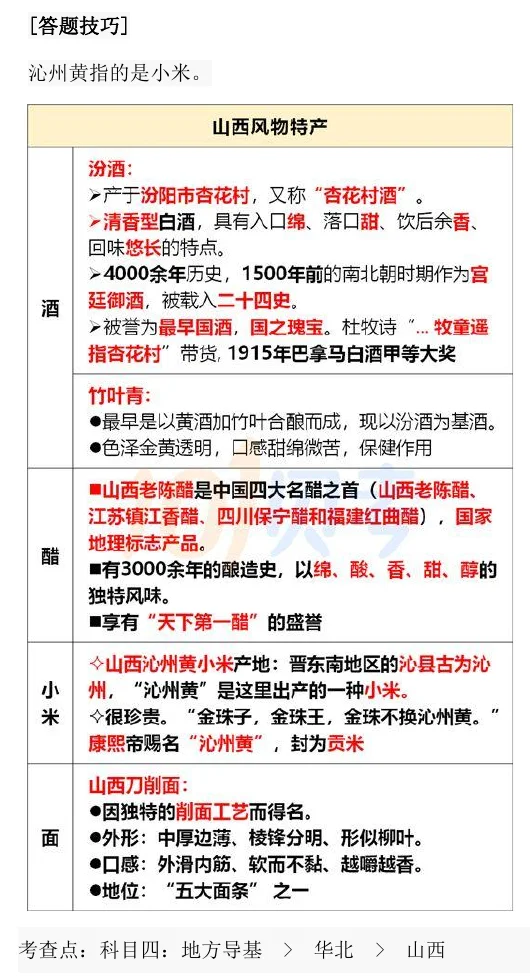 [答题技巧]
沁州黄指的是小米。
山西风物特产
酒
汾酒：
➢产于汾阳市杏花村，又称“杏花村酒”。
➢清香型白酒，具有入口绵、落口甜、饮后余香、
回味悠长的特点。
➢4000余年历史，1500年前的南北朝时期作为宫
廷御酒，被载入二十四史。
➢被誉为最早国酒，国之瑰宝。杜牧诗“... 牧童遥
指杏花村”带货, 1915年巴拿马白酒甲等大奖
竹叶青：
●最早是以黄酒加竹叶合酿而成，现以汾酒为基酒。
●色泽金黄透明，口感甜绵微苦，保健作用
醋
■山西老陈醋是中国四大名醋之首（山西老陈醋、
江苏镇江香醋、四川保宁醋和福建红曲醋），国家
地理标志产品。
■有3000余年的酿造史，以绵、酸、香、甜、醇的
独特风味。
■享有“天下第一醋”的盛誉
小
米
✧山西沁州黄小米产地：晋东南地区的沁县古为沁
州，“沁州黄”是这里出产的一种小米。
✧很珍贵。“金珠子，金珠王，金珠不换沁州黄。”
康熙帝赐名“沁州黄”，封为贡米
面
山西刀削面：
●因独特的削面工艺而得名。
●外形：中厚边薄、棱锋分明、形似柳叶。
●口感：外滑内筋、软而不黏、越嚼越香。
●地位：“五大面条”之一
考查点：科目四：地方导基 > 华北 > 山西